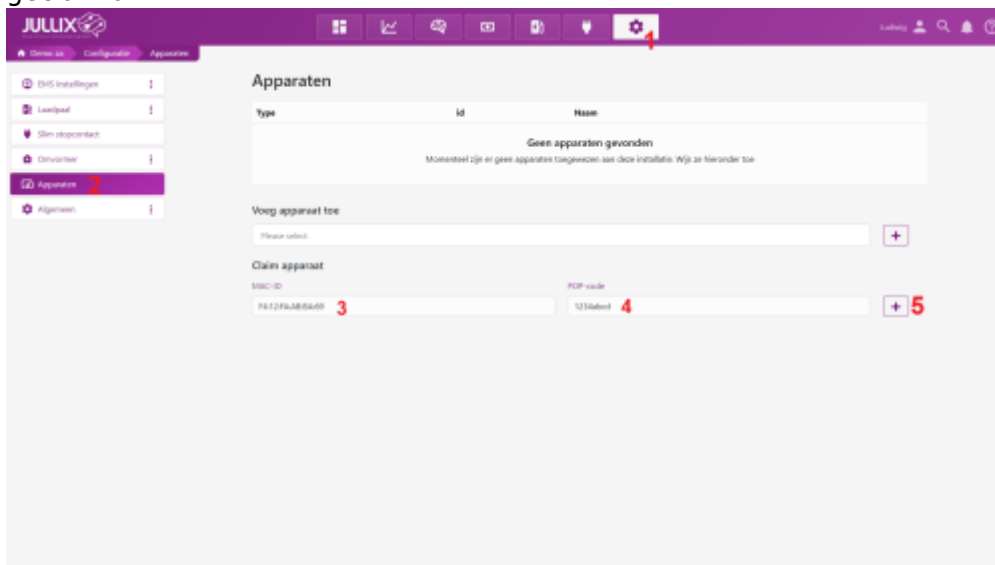 JULLIX
Ludwig
1
Demo xx Configuratie Apparaten
EMS instellingen
Laadpaal
Slim stopcontact
Omvormer
Apparaten 2
Algemeen
Apparaten
Type Id Naam
Geen apparaten gevonden
Momenteel zijn er geen apparaten toegewezen aan deze installatie. Wijs ze hieronder toe
Voeg apparaat toe
Please select
Claim apparaat
MAC-ID POP-code
3 1234abcd 4 5